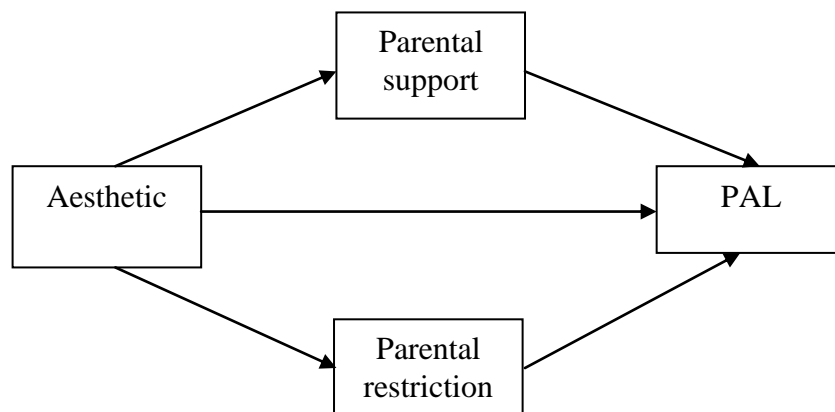 Parental
support
Aesthetic
PAL
Parental
restriction